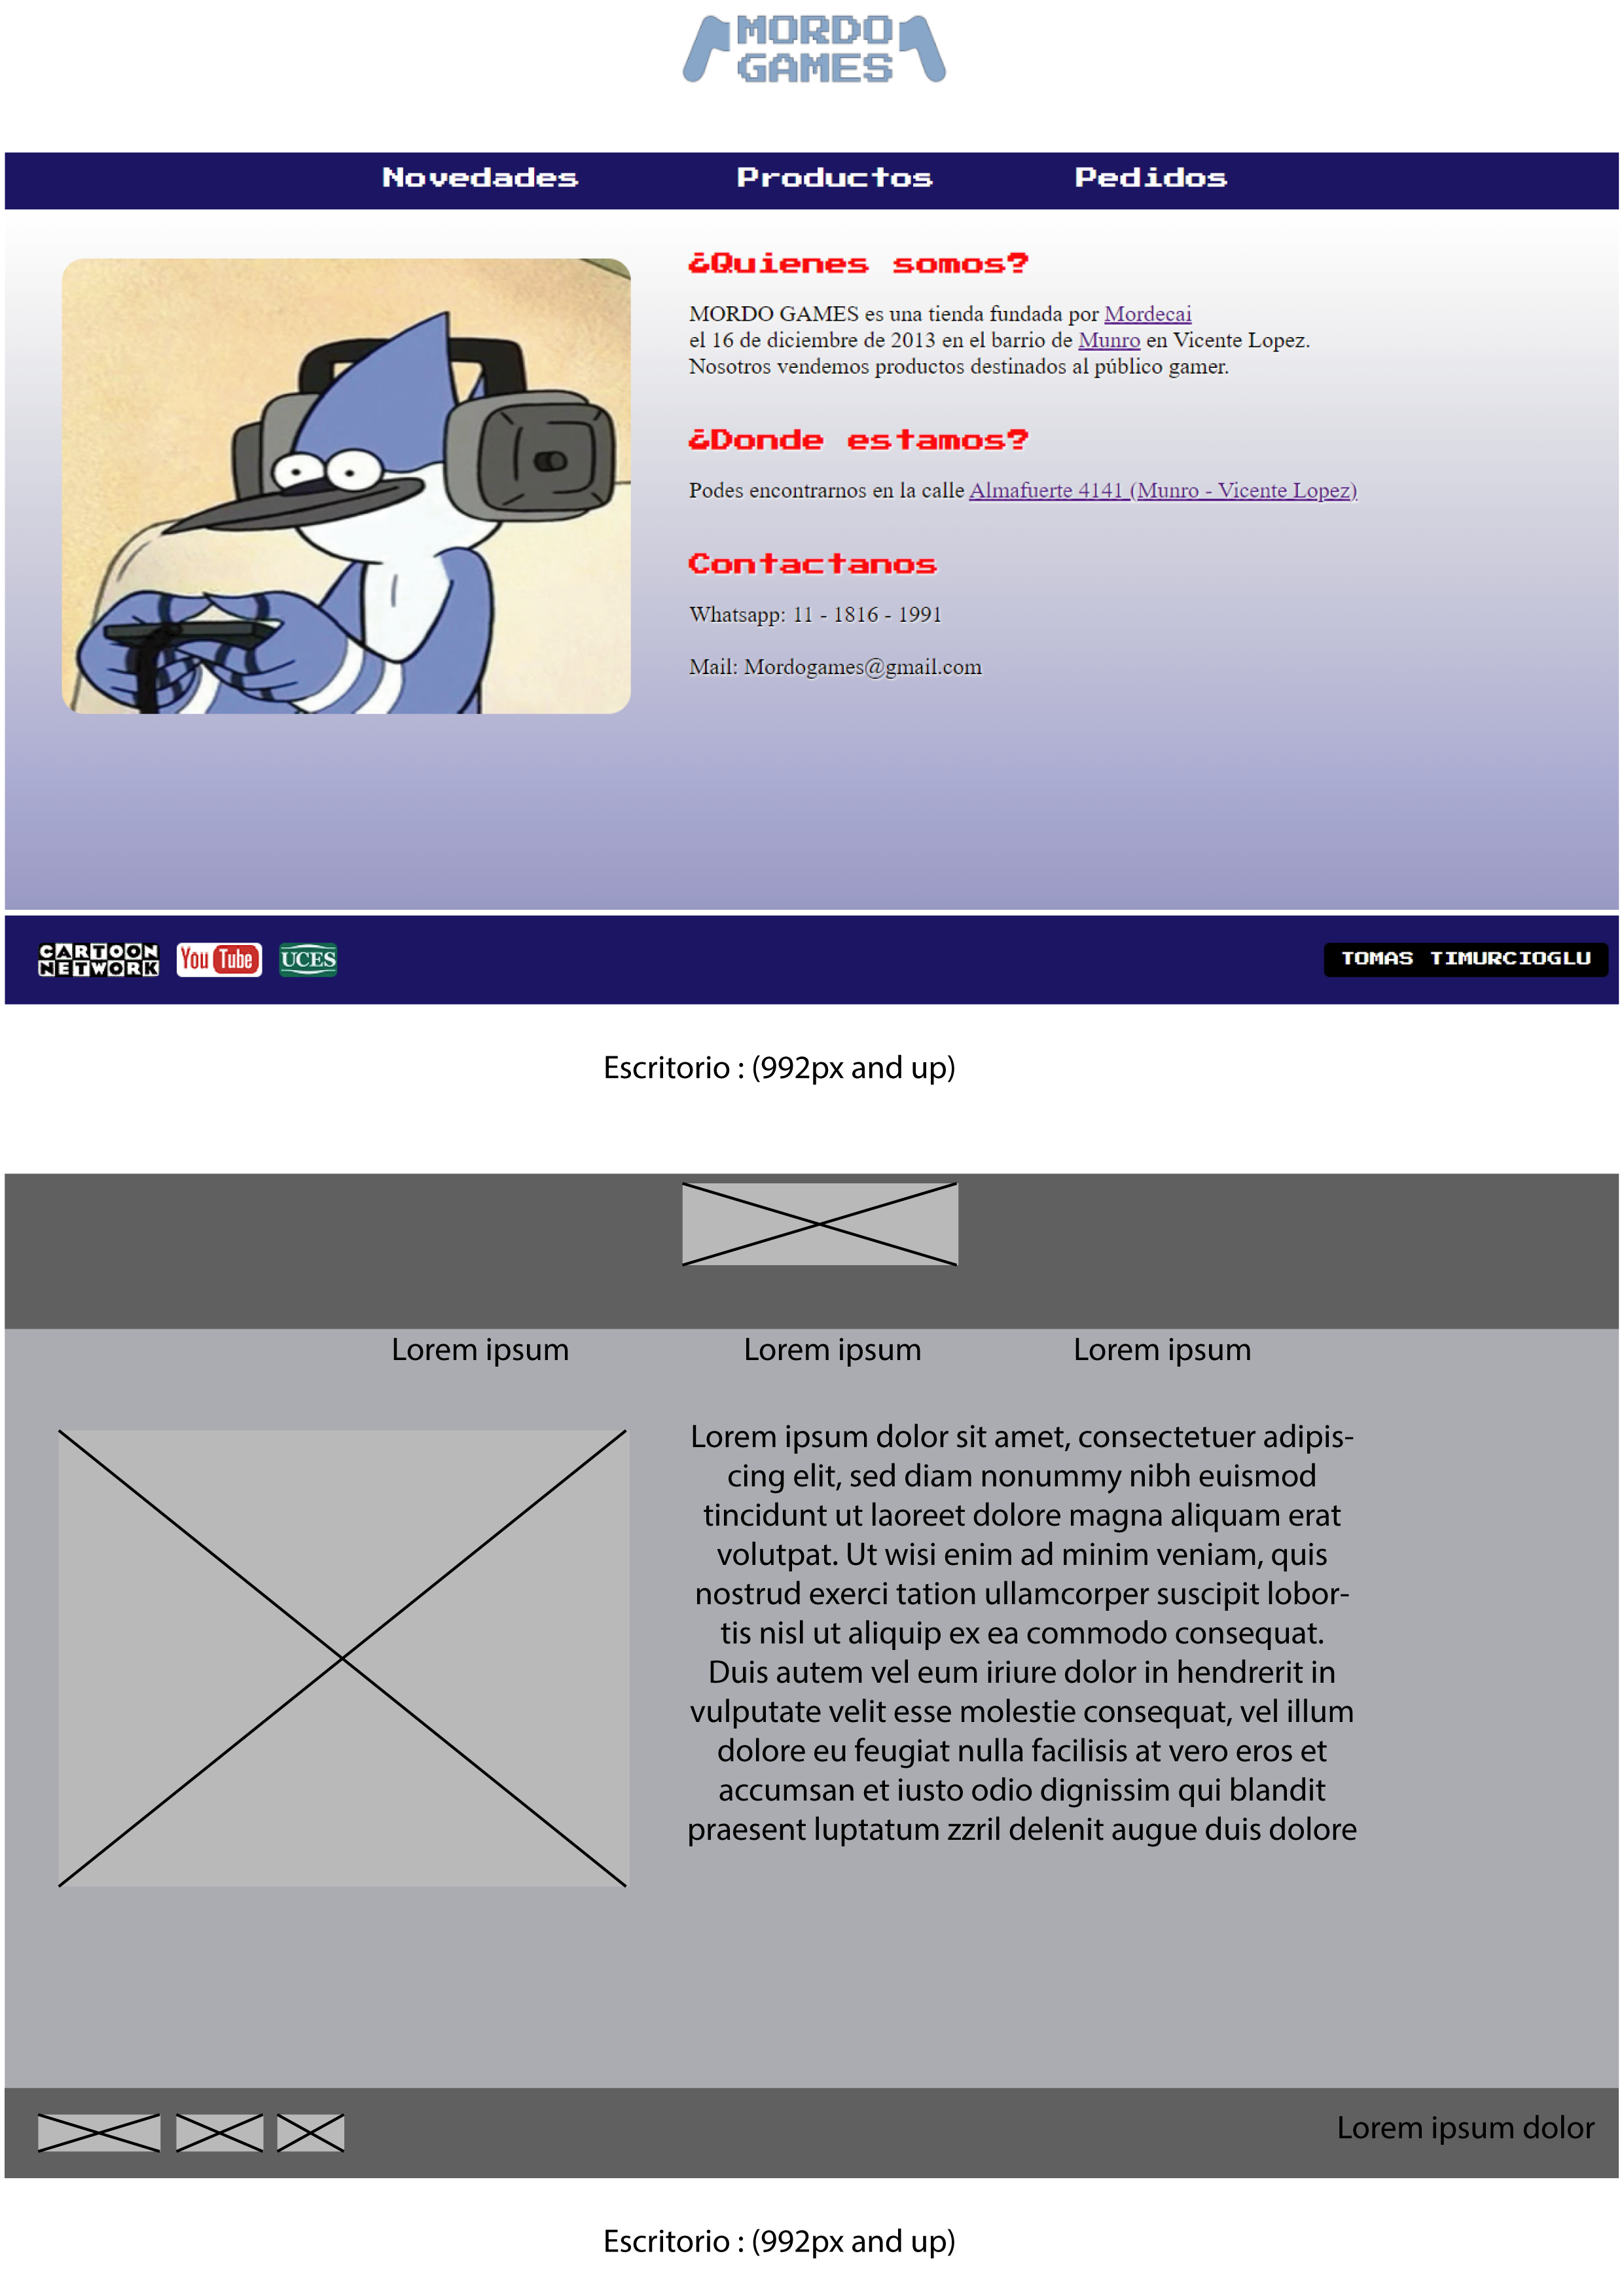 MORDO
GAMES
Novedades Productos Pedidos
¿Quienes somos?
MORDO GAMES es una tienda fundada por Mordecai
el 16 de diciembre de 2013 en el barrio de Munro en Vicente Lopez.
Nosotros vendemos productos destinados al público gamer.
¿Donde estamos?
Podes encontrarnos en la calle Almafuerte 4141 (Munro - Vicente Lopez)
Contactanos
Whatsapp: 11 - 1816 - 1991
Mail: Mordogames@gmail.com
CARTOON
NETWORK
You Tube
UCES
TOMAS TIMURCIOGLU
Escritorio : (992px and up)
Lorem ipsum Lorem ipsum Lorem ipsum
Lorem ipsum dolor sit amet, consectetuer adipis-
cing elit, sed diam nonummy nibh euismod
tincidunt ut laoreet dolore magna aliquam erat
volutpat. Ut wisi enim ad minim veniam, quis
nostrud exerci tation ullamcorper suscipit lobor-
tis nisl ut aliquip ex ea commodo consequat.
Duis autem vel eum iriure dolor in hendrerit in
vulputate velit esse molestie consequat, vel illum
dolore eu feugiat nulla facilisis at vero eros et
accumsan et iusto odio dignissim qui blandit
praesent luptatum zzril delenit augue duis dolore
Lorem ipsum dolor
Escritorio : (992px and up)